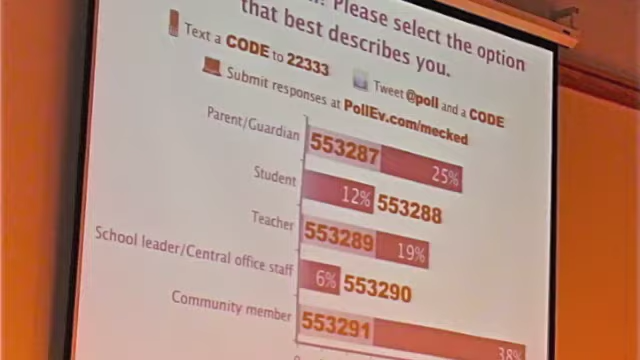 Please select the option
that best describes you.
Text a CODE to 22333
Submit responses at PollEv.com/mecked
Tweet @poll and a CODE
Parent/Guardian 553287 25%
Student 12% 553288
Teacher 553289 19%
School leader/Central office staff 6% 553290
Community member 553291 38%